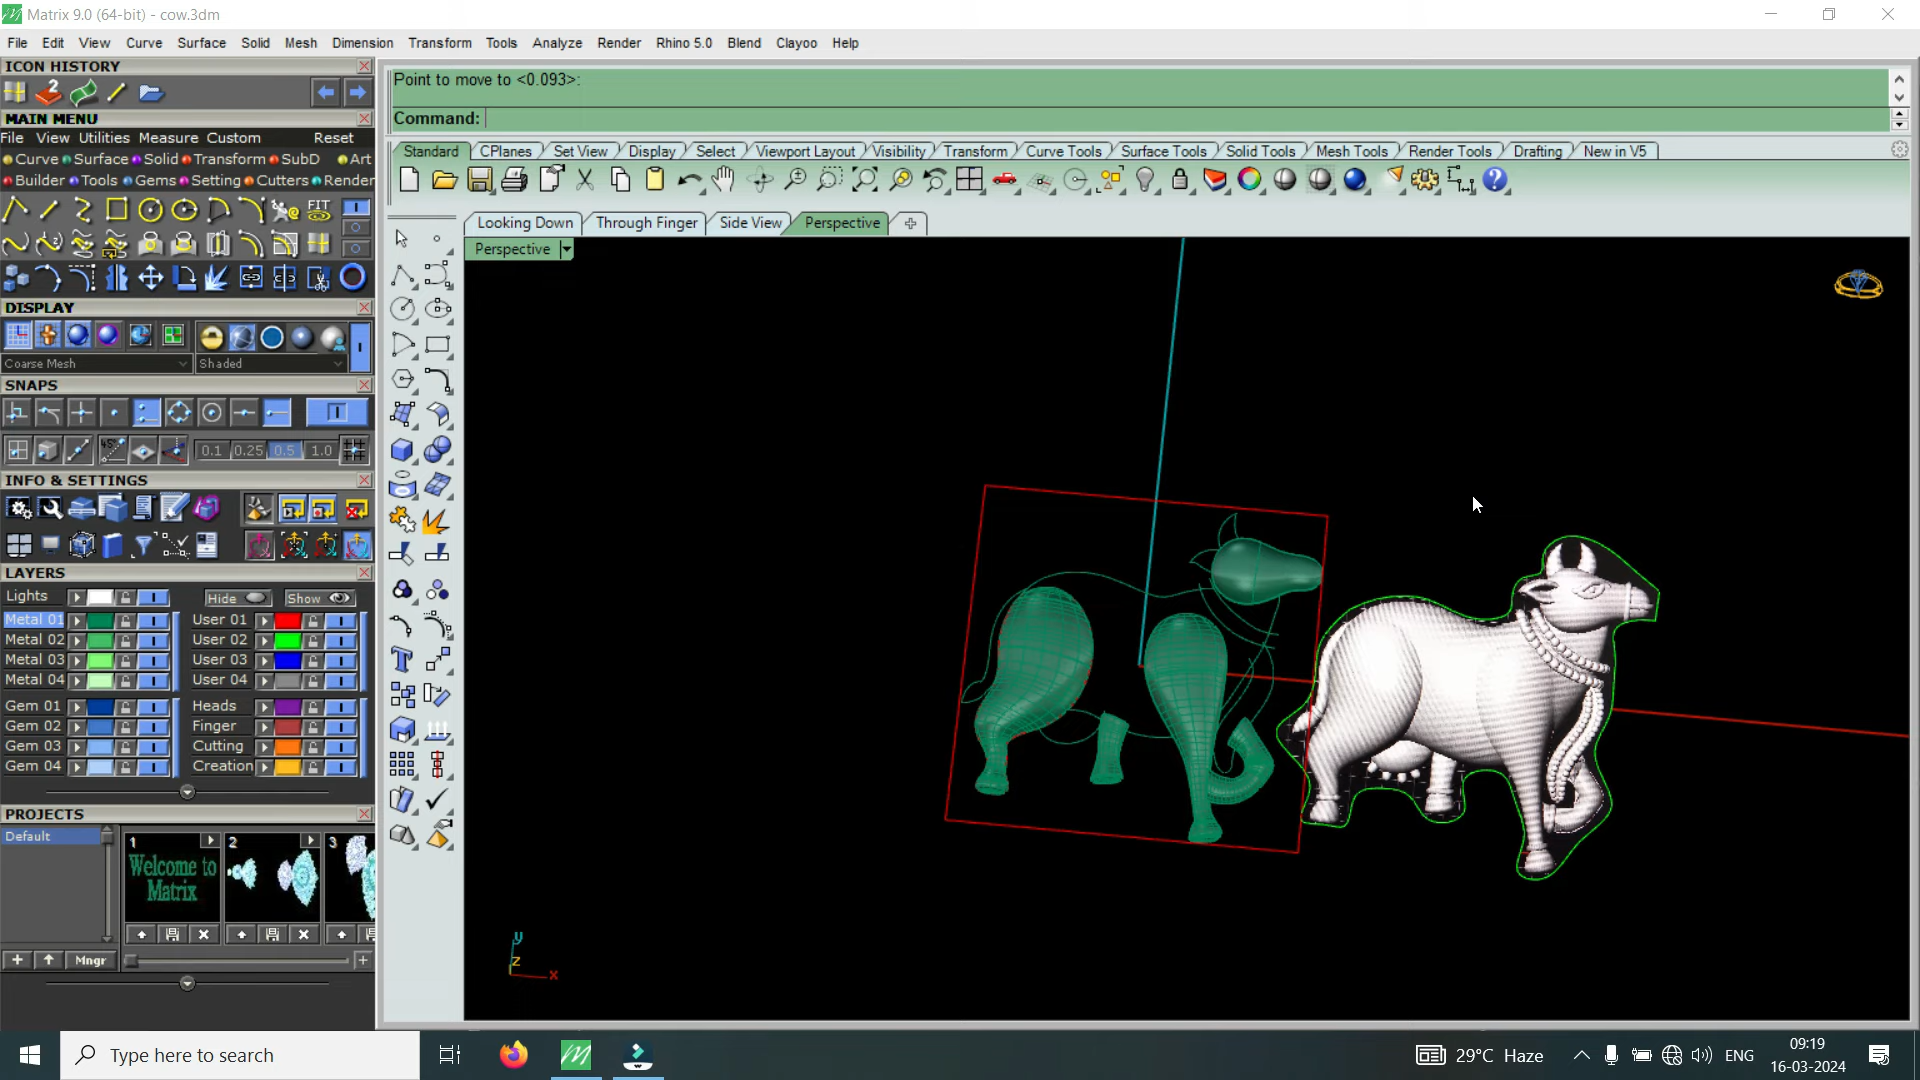 Matrix 9.0 (64-bit) - cow.3dm
File Edit View Curve Surface Solid Mesh Dimension Transform Tools Analyze Render Rhino 5.0 Blend Clayoo Help
ICON HISTORY
Point to move to <0.093>:
Command:
MAIN MENU
File View Utilities Measure Custom Reset
Curve Surface Solid Transform SubD Art
Builder Tools Gems Setting Cutters Render
Standard CPlanes Set View Display Select Viewport Layout Visibility Transform Curve Tools Surface Tools Solid Tools Mesh Tools Render Tools Drafting New in V5
FIT
Looking Down Through Finger Side View Perspective
Perspective
DISPLAY
Coarse Mesh Shaded
SNAPS
0.1 0.25 0.5 1.0
INFO & SETTINGS
LAYERS
Lights Hide Show
Metal 01 User 01
Metal 02 User 02
Metal 03 User 03
Metal 04 User 04
Gem 01 Heads
Gem 02 Finger
Gem 03 Cutting
Gem 04 Creation
PROJECTS
Default
1 2 3
Welcome to
Matrix
Mngr
y
z
x
Type here to search
29°C Haze
ENG
09:19
16-03-2024